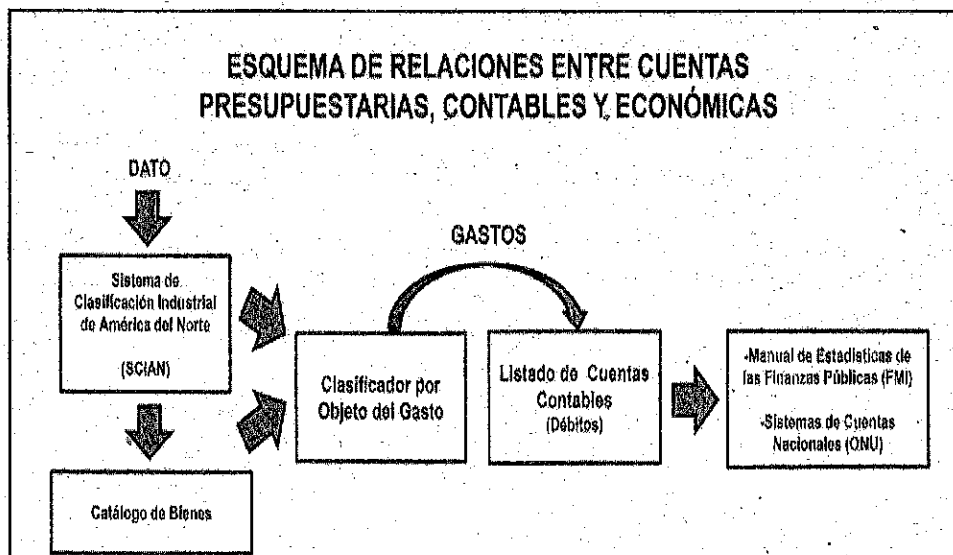 ESQUEMA DE RELACIONES ENTRE CUENTAS
PRESUPUESTARIAS, CONTABLES Y ECONÓMICAS
DATO
GASTOS
Sistema de
Clasificación Industrial
de América del Norte
(SCIAN)
Clasificador por
Objeto del Gasto
Listado de Cuentas
Contables
(Débitos)
-Manual de Estadísticas de
las Finanzas Públicas (FMI)
-Sistemas de Cuentas
Nacionales (ONU)
Catálogo de Bienes